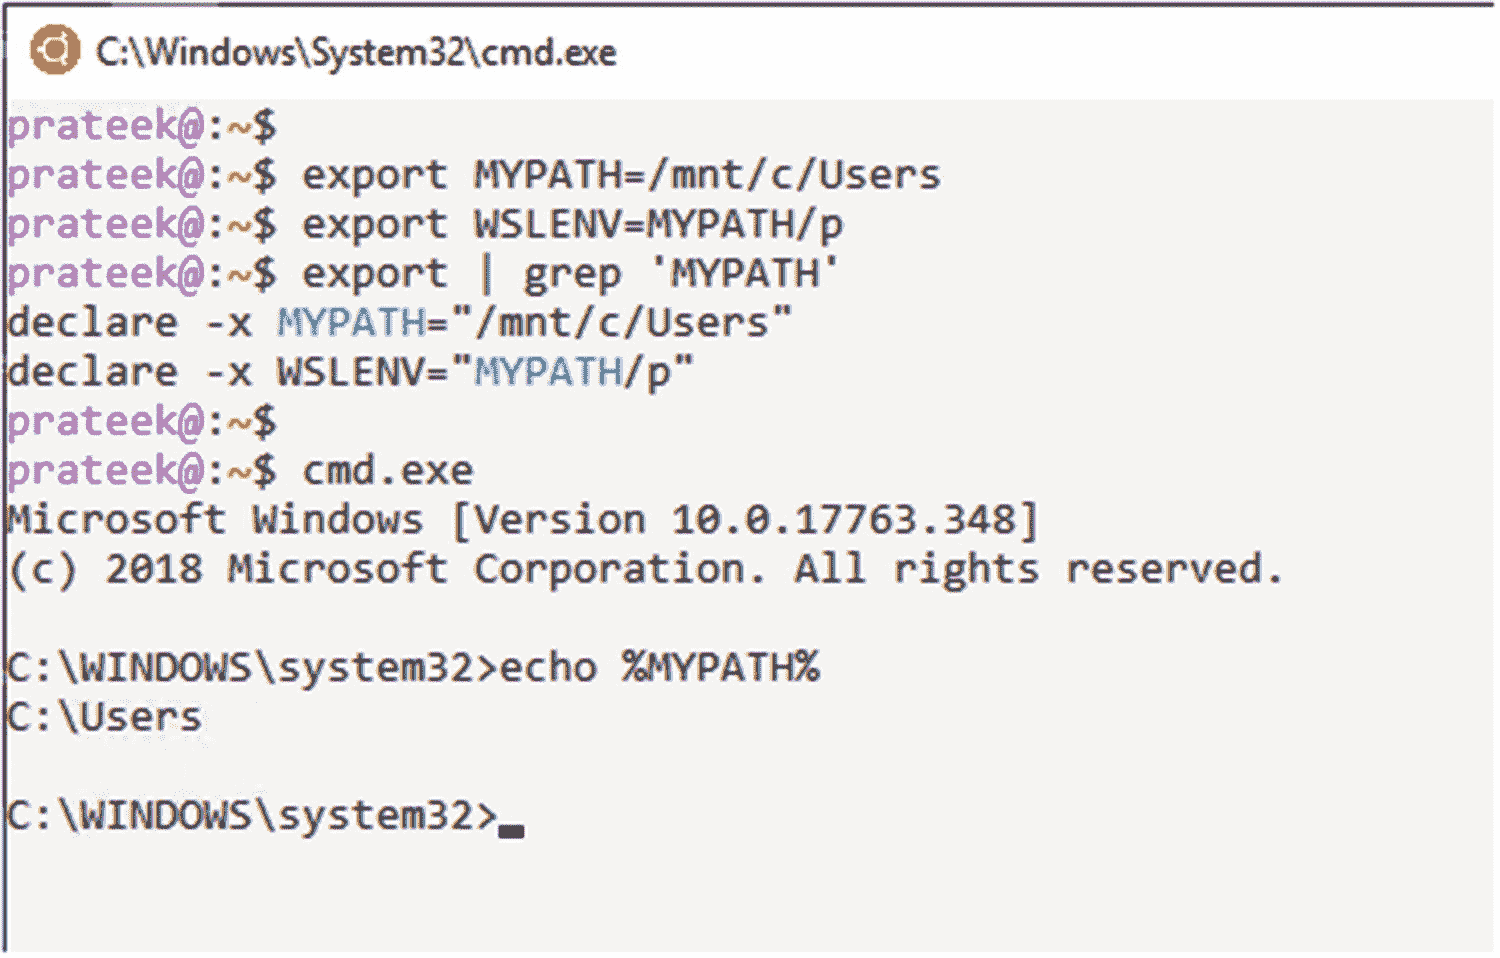 C:\Windows\System32\cmd.exe
prateek@:~$
prateek@:~$ export MYPATH=/mnt/c/Users
prateek@:~$ export WSLENV=MYPATH/p
prateek@:~$ export | grep 'MYPATH'
declare -x MYPATH="/mnt/c/Users"
declare -x WSLENV="MYPATH/p"
prateek@:~$
prateek@:~$ cmd.exe
Microsoft Windows [Version 10.0.17763.348]
(c) 2018 Microsoft Corporation. All rights reserved.
C:\WINDOWS\system32>echo %MYPATH%
C:\Users
C:\WINDOWS\system32>